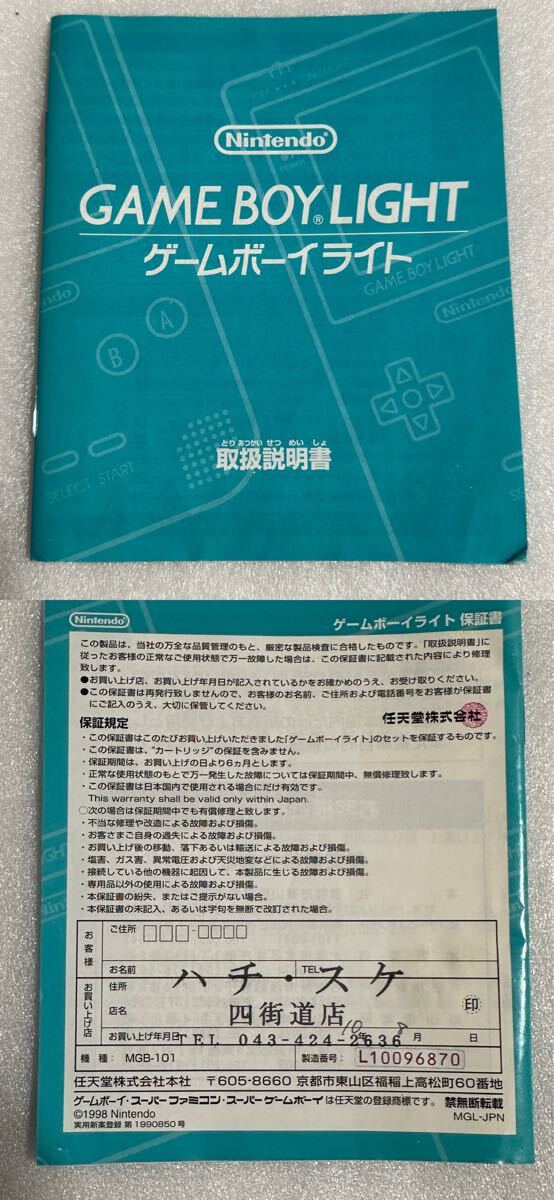 Nintendo
GAME BOY® LIGHT
ゲームボーイライト
GAME BOY LIGHT
Nintendo
B A
SELECT START
とり あつかい せつ めい しょ
取扱説明書
Nintendo
ゲームボーイライト 保証書
この製品は、当社の万全な品質管理のもと、厳密な製品検査に合格したものです。「取扱説明書」に
従ったお客様の正常なご使用状態で万一故障した場合は、この保証書に記載された内容により修理
致します。
●お買い上げ店、お買い上げ年月日が記入されているかをお確かめのうえ、お受け取りください。
●この保証書は再発行致しませんので、お客様のお名前、ご住所および電話番号をお客様が保証書
にご記入のうえ、大切に保管してください。
任天堂株式会社
保証規定
・この保証書はこのたびお買い上げいただきました「ゲームボーイライト」のセットを保証するものです。
・この保証書は、“カートリッジ”の保証を含みません。
・保証期間は、お買い上げの日より6ヵ月とします。
・正常な使用状態のもとで万一発生した故障については保証期間中、無償修理致します。
・この保証書は日本国内で使用される場合にだけ有効です。
This warranty shall be valid only within Japan.
○次の場合は保証期間中でも有償修理と致します。
・不当な修理や改造による故障および損傷。
・お客さまご自身の過失による故障および損傷。
・お買い上げ後の移動、落下あるいは輸送による故障および損傷。
・塩害、ガス害、異常電圧および天災地変などによる故障および損傷。
・接続している他の機器に起因して、本製品に生じる故障および損傷。
・専用品以外の使用による故障および損傷。
・本保証書の紛失、またはご提示がない場合。
・本保証書の未記入、あるいは字句を無断で改訂された場合。
お客様
ご住所
お名前 TEL
ハチ・スケ
お買い上げ店
住所
店名
四街道店
印
お買い上げ年月日 10年 8月 日
TEL 043-424-2636
機種: MGB-101
製造番号: L10096870
任天堂株式会社本社 〒605-8660 京都市東山区福稲上高松町60番地
ゲームボーイ・スーパーファミコン・スーパーゲームボーイは任天堂の登録商標です。 禁無断転載
©1998 Nintendo
MGL-JPN
実用新案登録 第1990850号